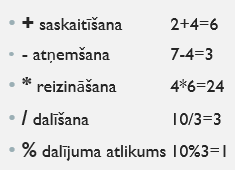 • + saskaitīšana 2+4=6
• - atņemšana 7-4=3
• * reizināšana 4*6=24
• / dalīšana 10/3=3
• % dalījuma atlikums 10%3=1